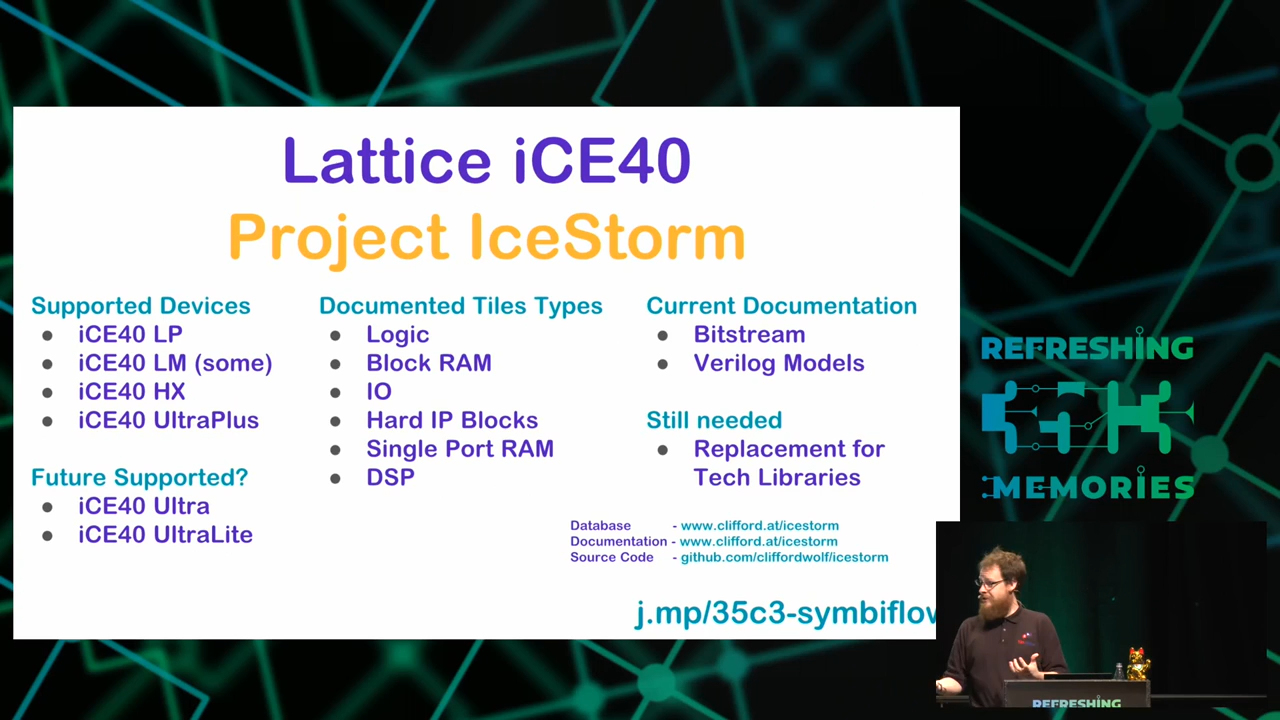 Lattice iCE40
Project IceStorm
Supported Devices
● iCE40 LP
● iCE40 LM (some)
● iCE40 HX
● iCE40 UltraPlus
Future Supported?
● iCE40 Ultra
● iCE40 UltraLite
Documented Tiles Types
● Logic
● Block RAM
● IO
● Hard IP Blocks
● Single Port RAM
● DSP
Current Documentation
● Bitstream
● Verilog Models
Still needed
● Replacement for
Tech Libraries
Database - www.clifford.at/icestorm
Documentation - www.clifford.at/icestorm
Source Code - github.com/cliffordwolf/icestorm
j.mp/35c3-symbiflow
REFRESHING
35C3
MEMORIES
REFRESHING